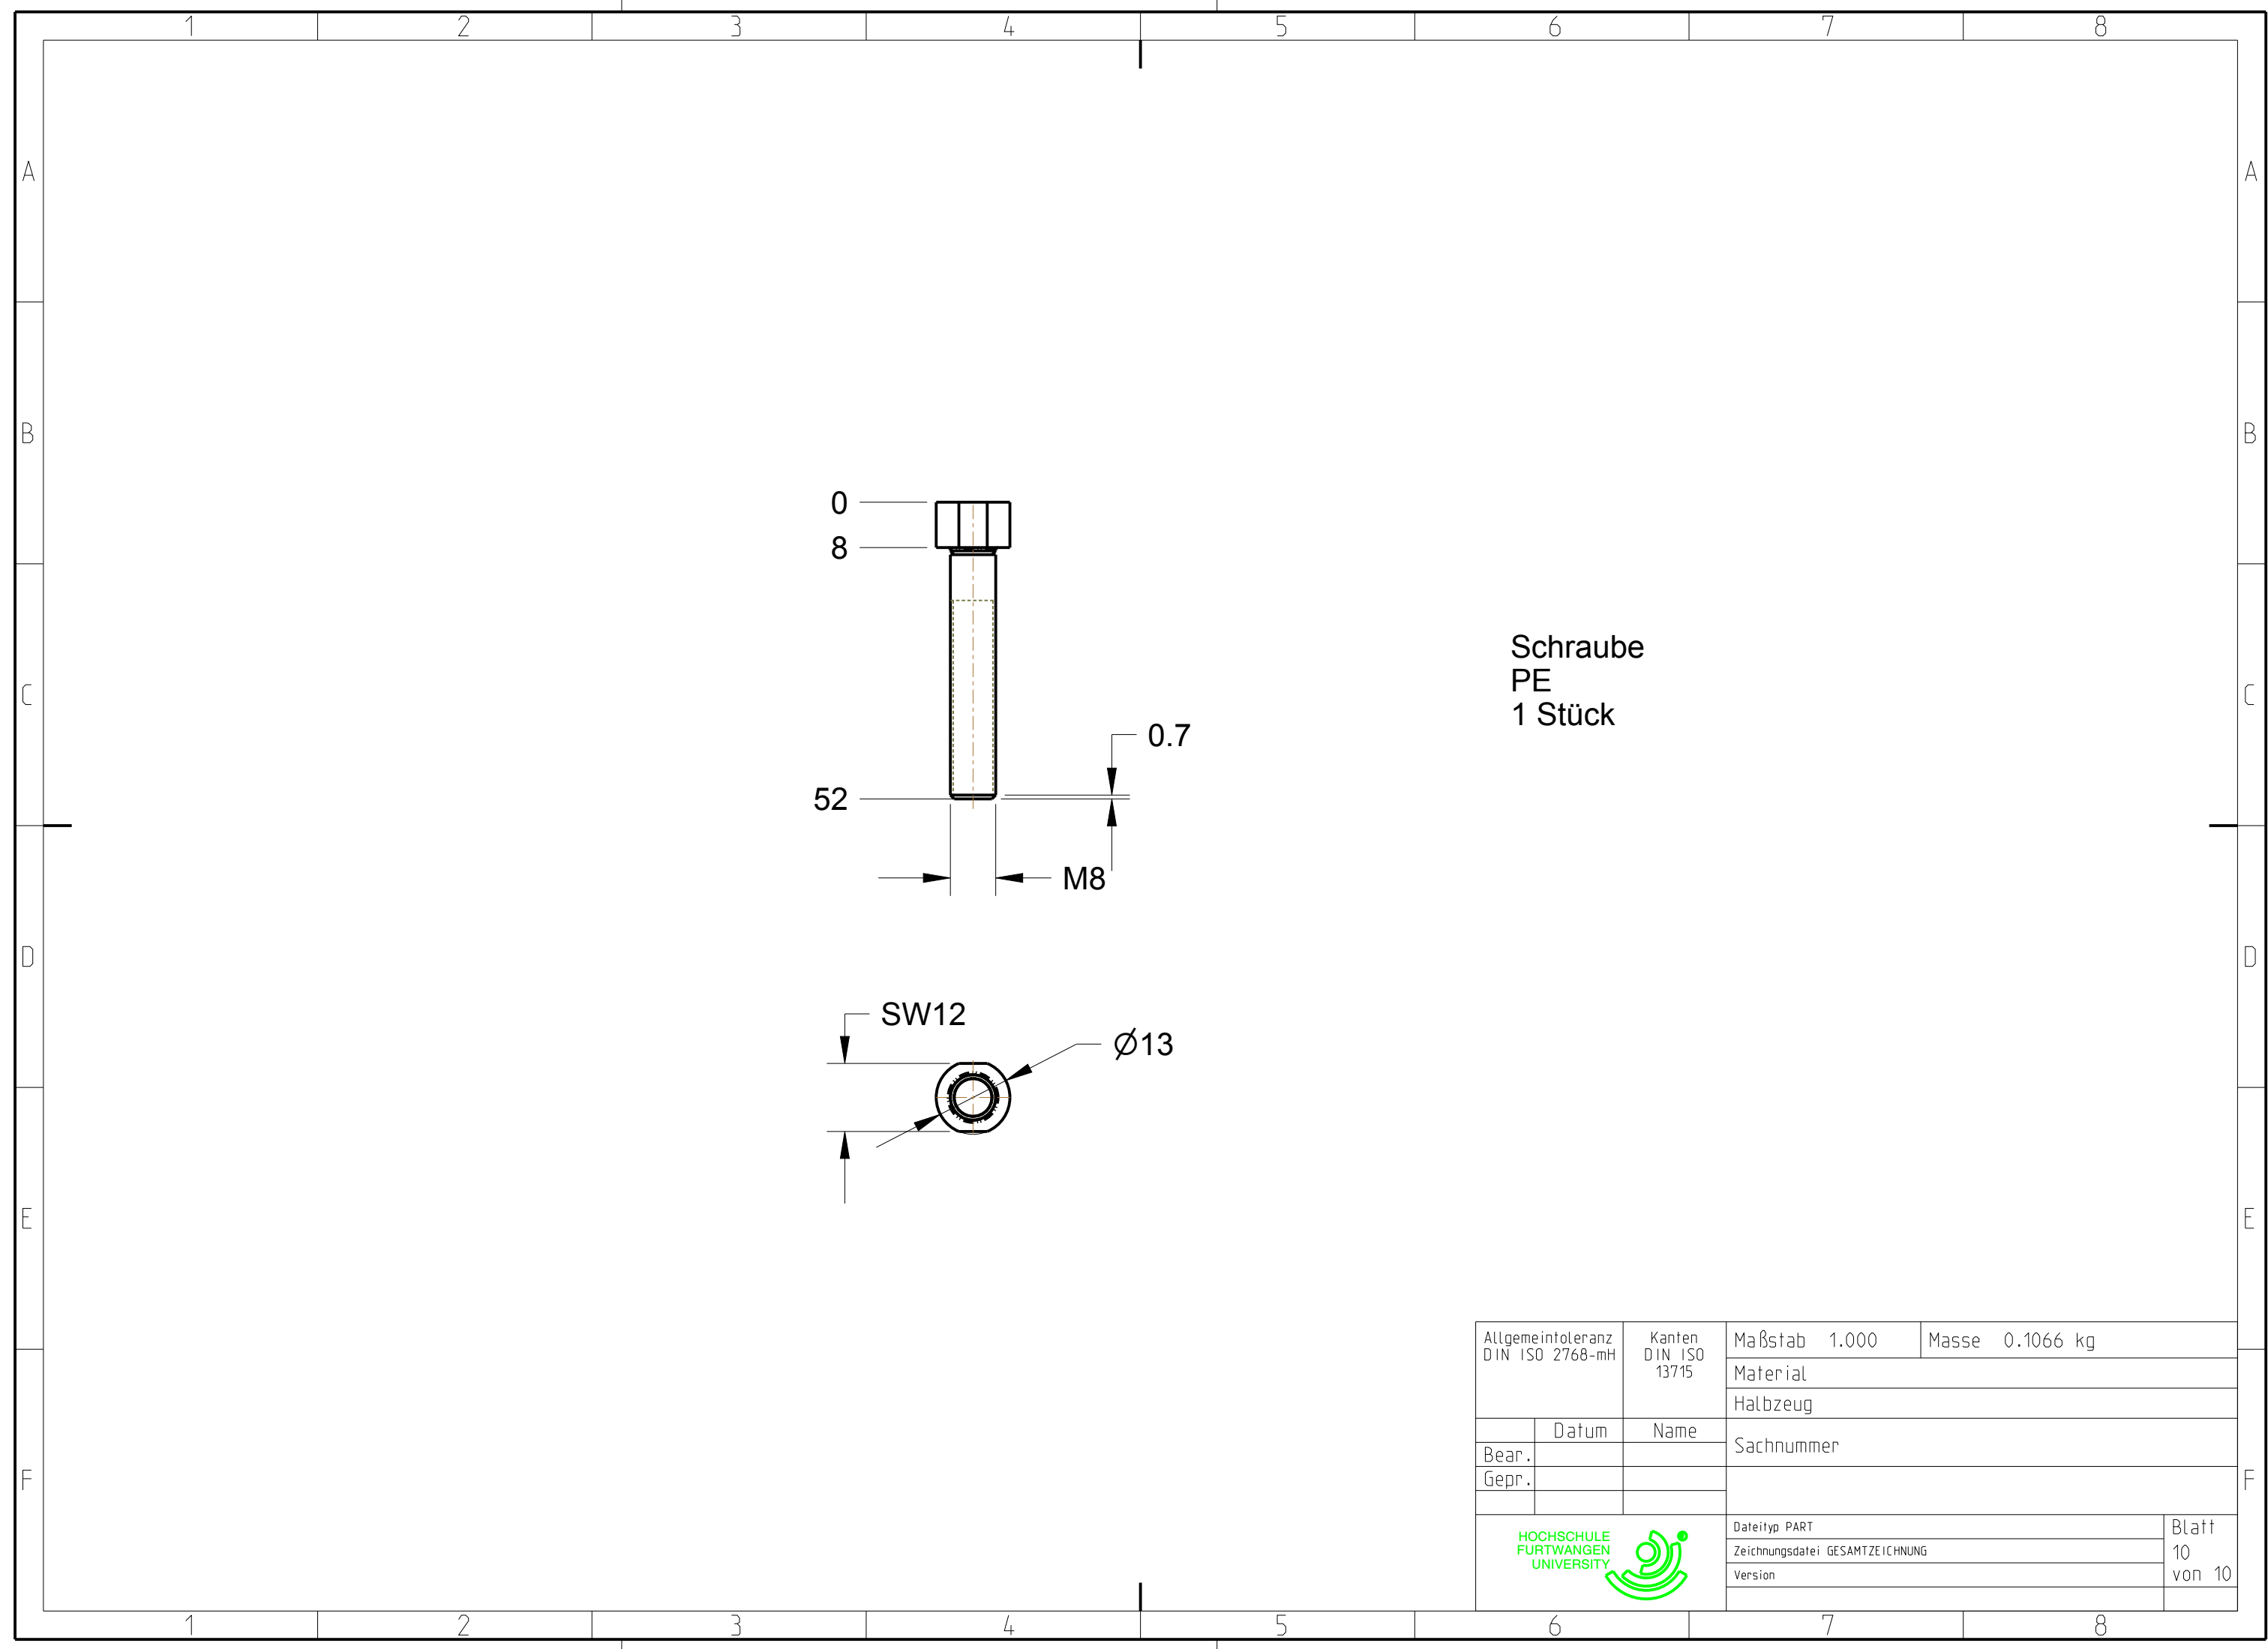 1 2 3 4 5 6 7 8
A A
B B
0
8
Schraube
PE
1 Stück
C C
0.7
52
M8
D D
SW12
Ø13
E E
Allgemeintoleranz
DIN ISO 2768-mH
Kanten
DIN ISO
13715
Maßstab 1.000
Masse 0.1066 kg
Material
Halbzeug
Datum Name
Sachnummer
Bear.
Gepr.
F F
HOCHSCHULE
FURTWANGEN
UNIVERSITY
Dateityp PART
Zeichnungsdatei GESAMTZEICHNUNG
Version
Blatt
10
von 10
1 2 3 4 5 6 7 8